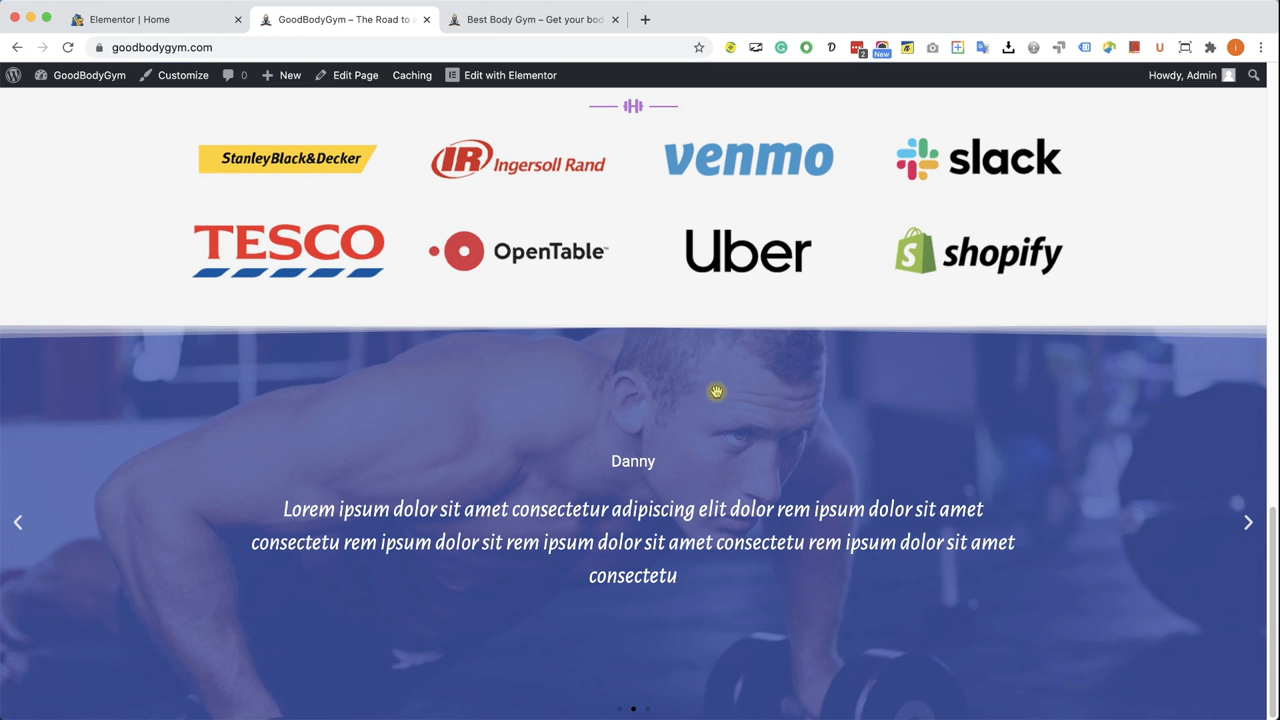 Elementor | Home
GoodBodyGym – The Road to a
Best Body Gym – Get your bod
goodbodygym.com
2
New
GoodBodyGym
Customize
0
New
Edit Page
Caching
Edit with Elementor
Howdy, Admin
StanleyBlack&Decker
IR Ingersoll Rand
venmo
slack
TESCO
OpenTable™
Uber
shopify
Danny
Lorem ipsum dolor sit amet consectetur adipiscing elit dolor rem ipsum dolor sit amet
consectetu rem ipsum dolor sit rem ipsum dolor sit amet consectetu rem ipsum dolor sit amet
consectetu